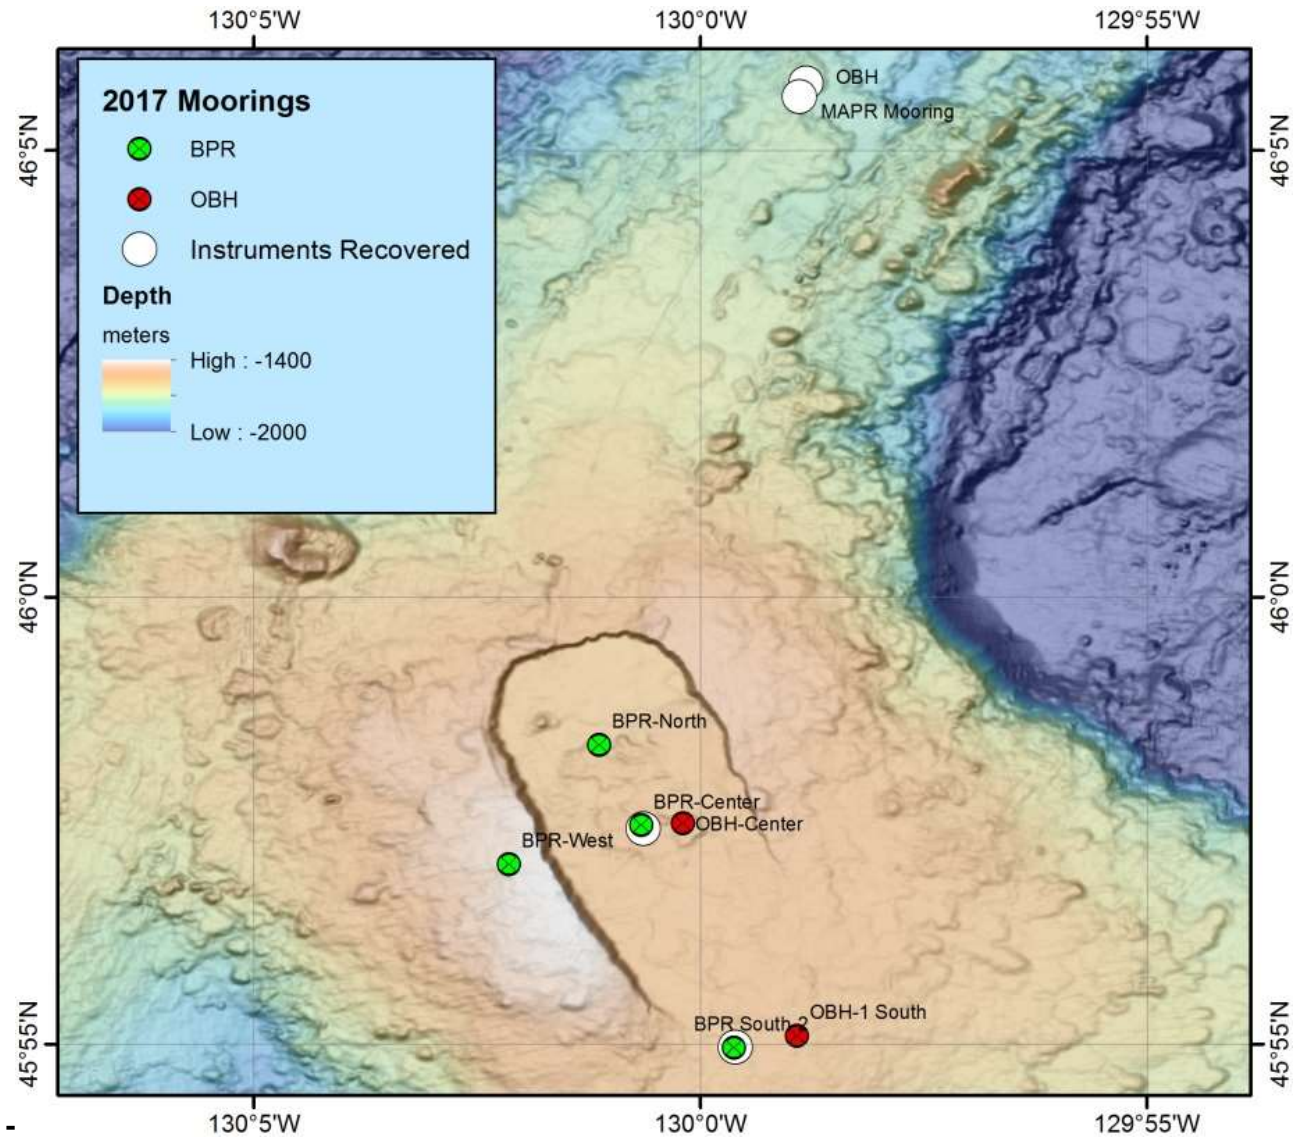 130°5'W 130°0'W 129°55'W
2017 Moorings
BPR
OBH
Instruments Recovered
Depth
meters
High : -1400
Low : -2000
OBH
MAPR Mooring
46°5'N 46°5'N
46°0'N 46°0'N
BPR-North
BPR-Center
OBH-Center
BPR-West
OBH-1 South
BPR South-2
45°55'N 45°55'N
130°5'W 130°0'W 129°55'W
-